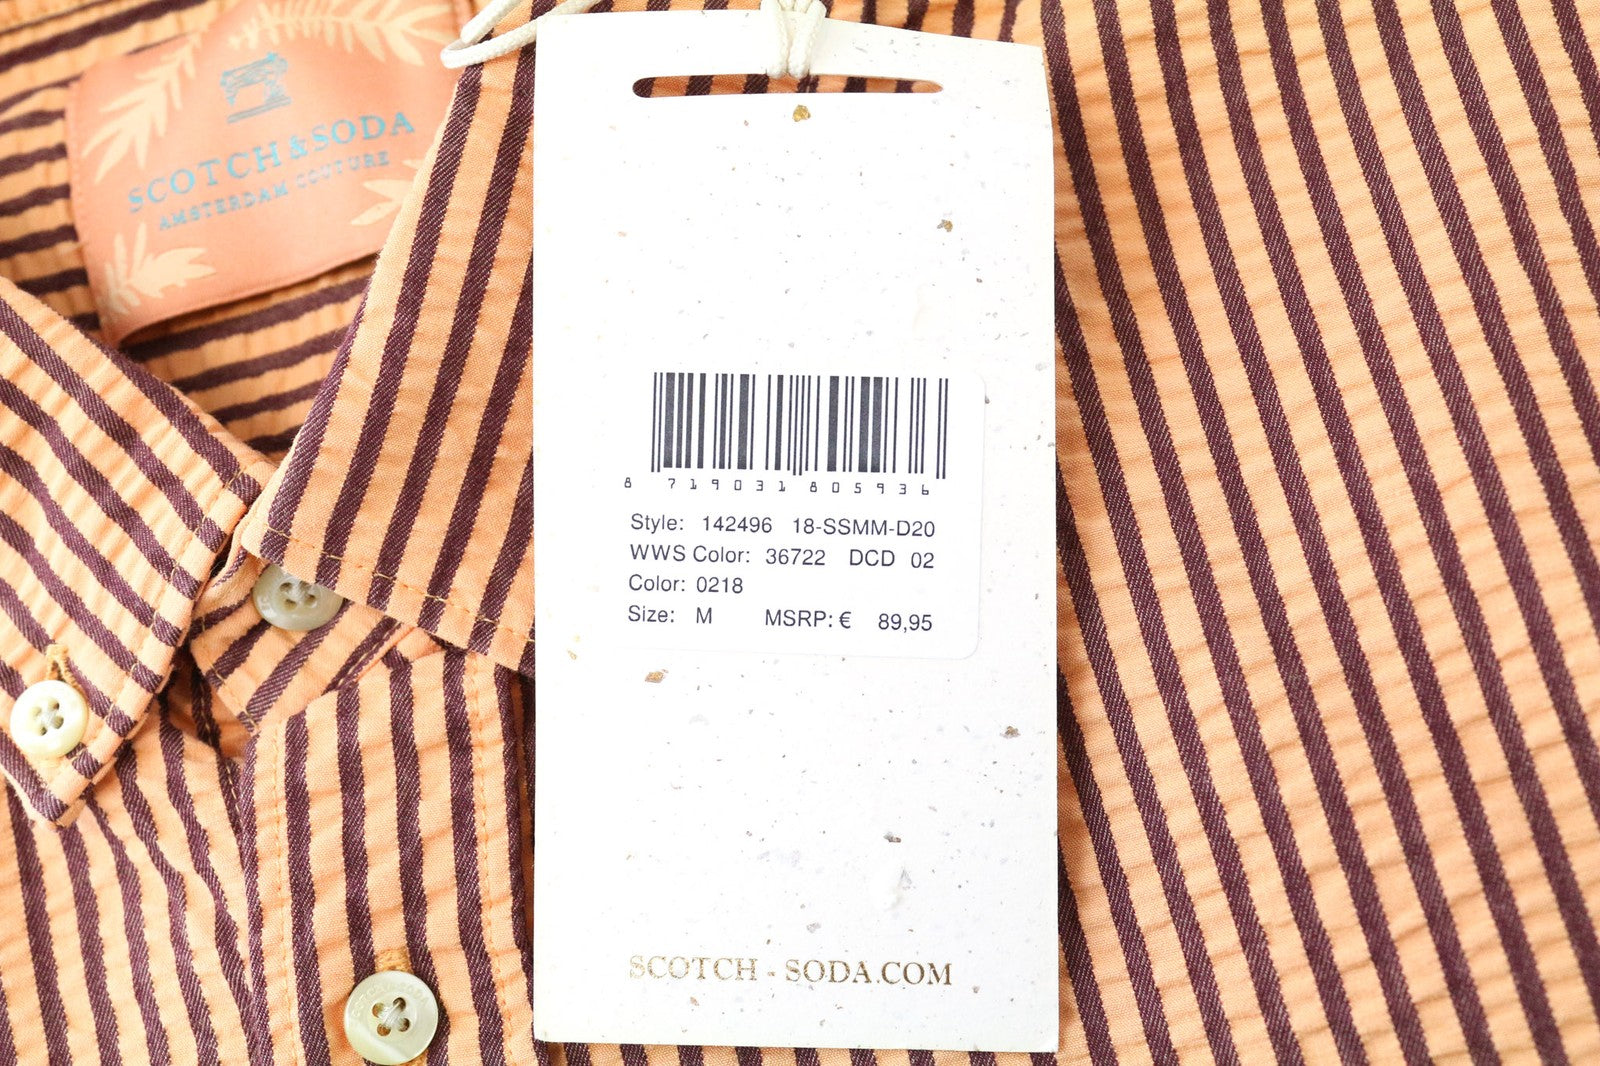 SCOTCH & SODA
AMSTERDAM COUTURE
8 719031 805936
Style: 142496 18-SSMM-D20
WWS Color: 36722 DCD 02
Color: 0218
Size: M MSRP: € 89,95
SCOTCH - SODA.COM